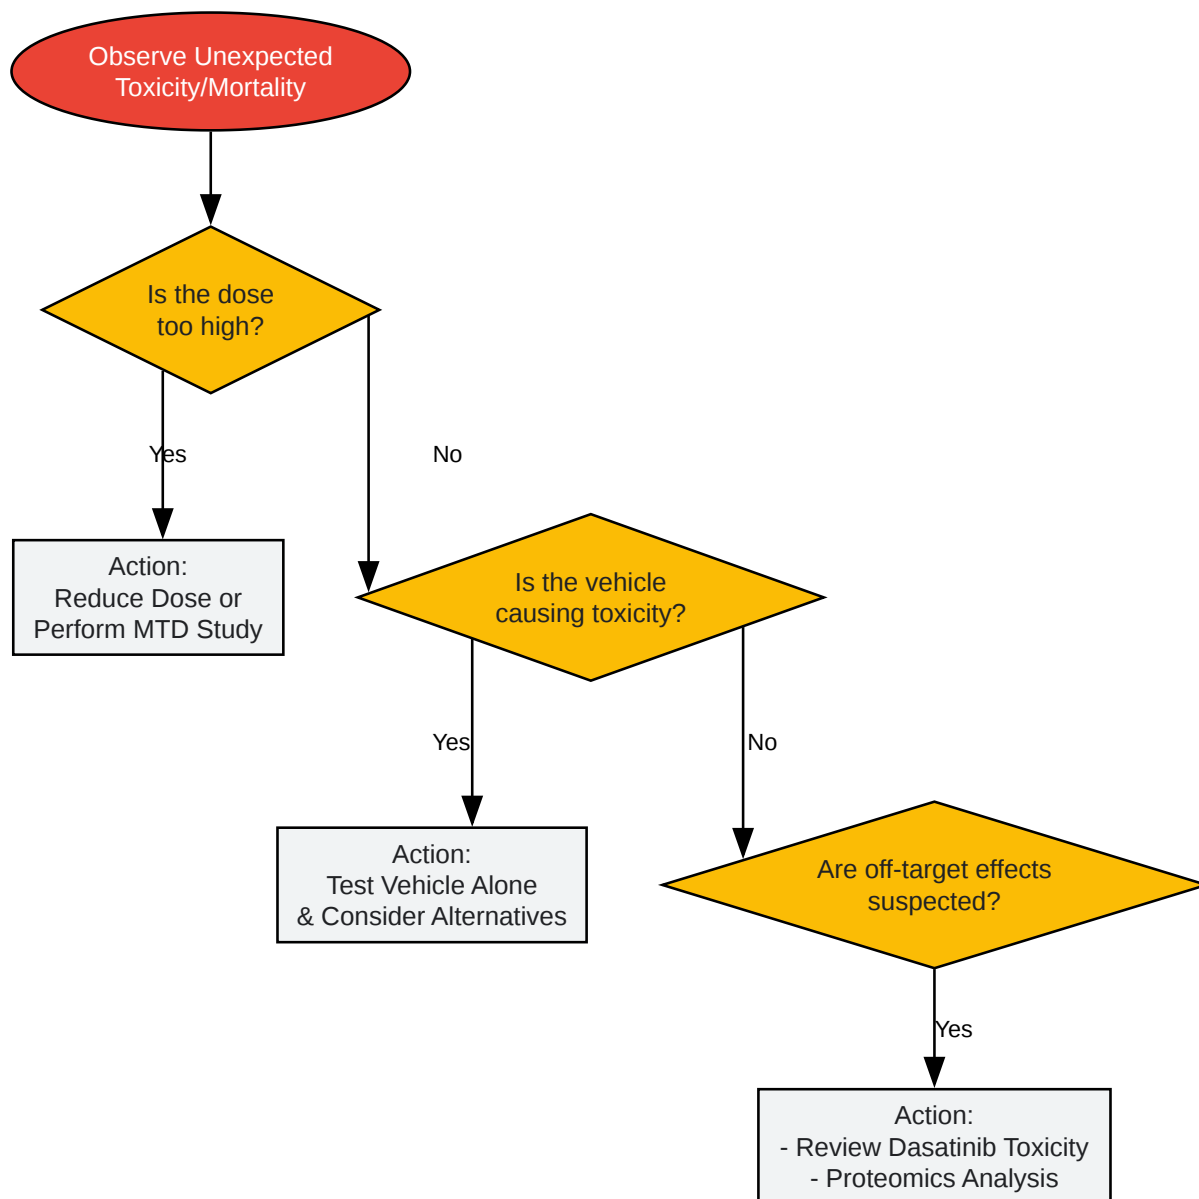 Observe Unexpected
Toxicity/Mortality
Is the dose
too high?
Yes
No
Action:
Reduce Dose or
Perform MTD Study
Is the vehicle
causing toxicity?
Yes
No
Action:
Test Vehicle Alone
& Consider Alternatives
Are off-target effects
suspected?
Yes
Action:
- Review Dasatinib Toxicity
- Proteomics Analysis